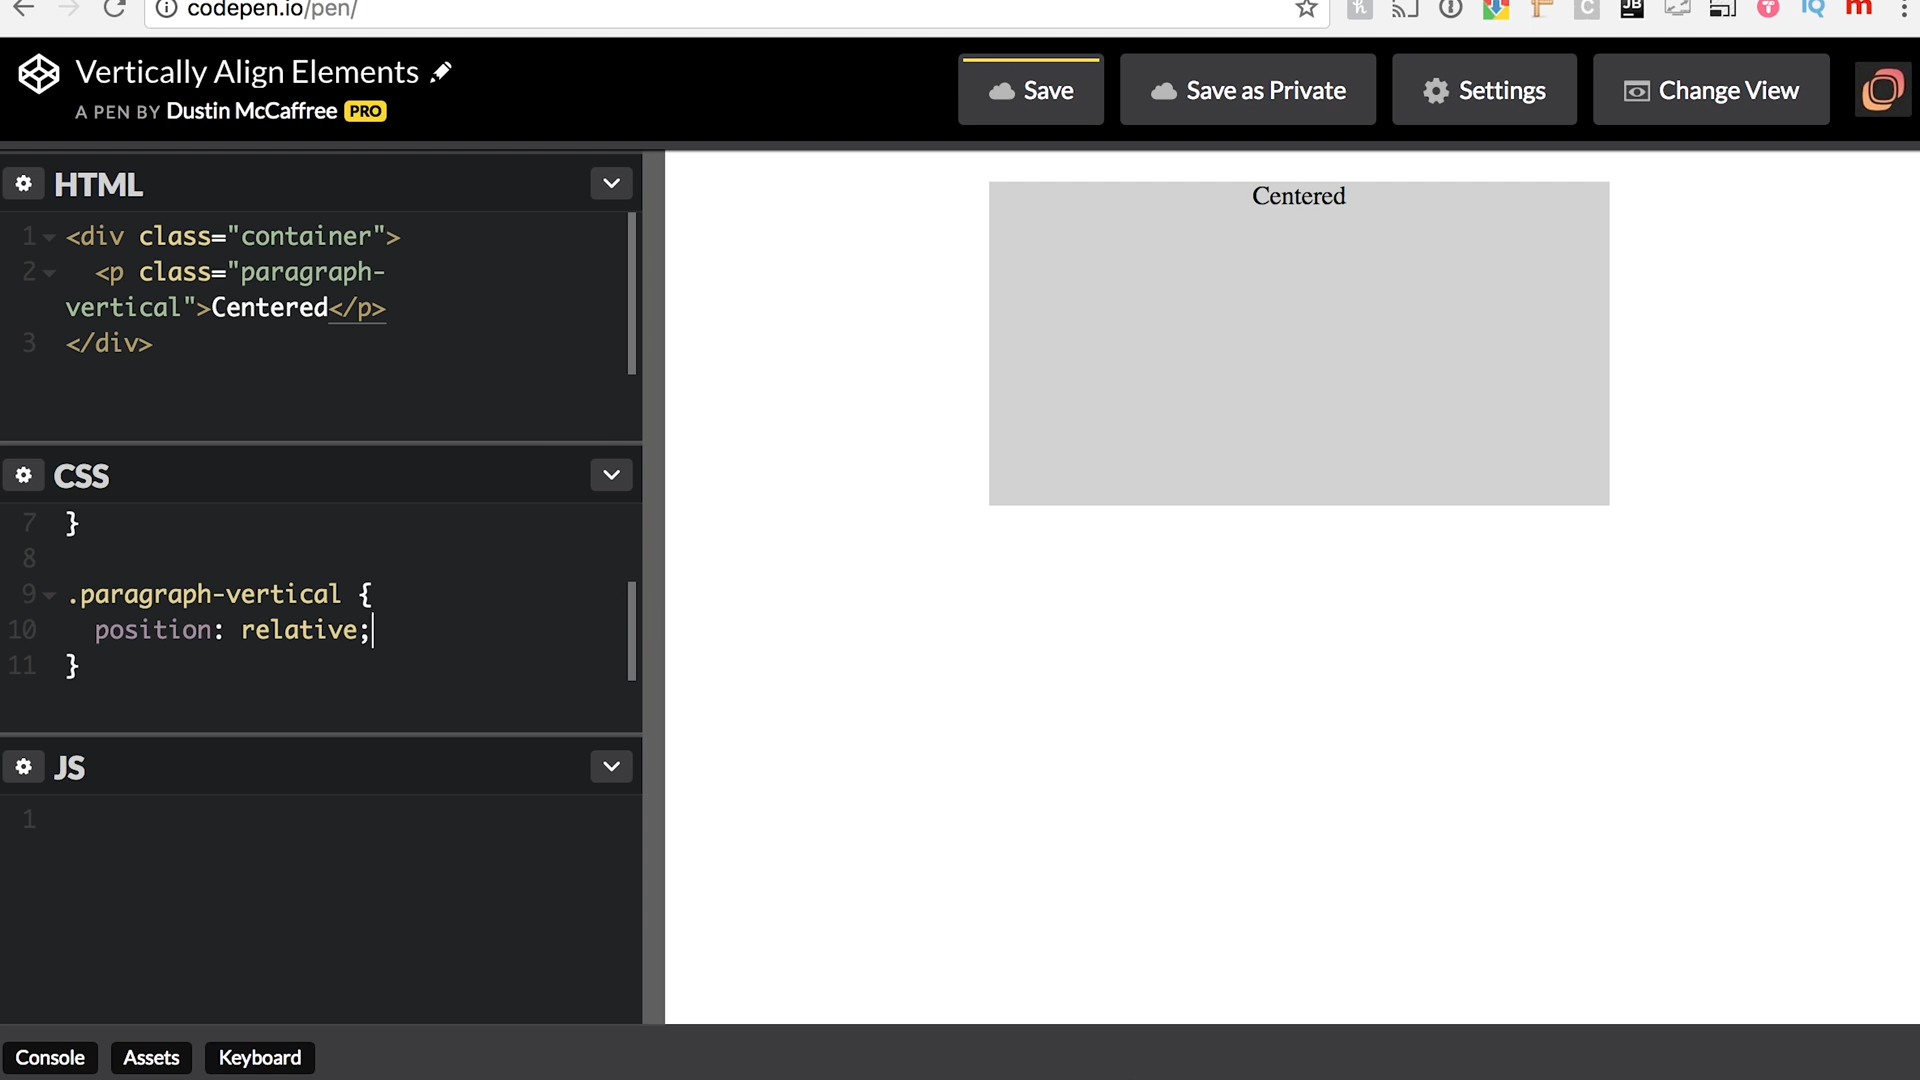 codepen.io/pen/
Vertically Align Elements
A PEN BY Dustin McCaffree PRO
Save
Save as Private
Settings
Change View
HTML
1 <div class="container">
2 <p class="paragraph-
vertical">Centered</p>
3 </div>
CSS
7 }
8
9 .paragraph-vertical {
10 position: relative;
11 }
JS
1
Centered
Console
Assets
Keyboard